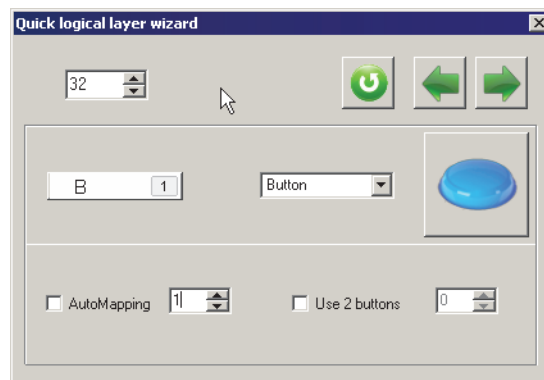 Quick logical layer wizard
32
B 1 Button
AutoMapping 1 Use 2 buttons 0